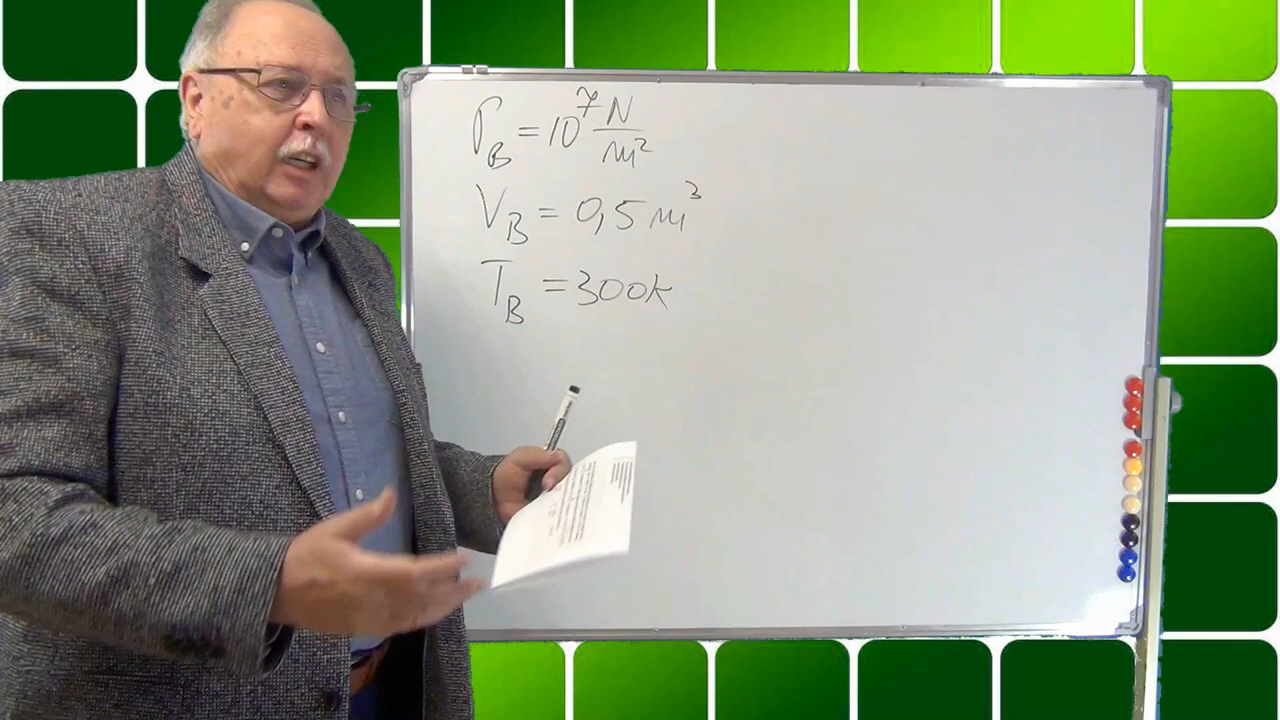 P_B = 10^7 N/m²
V_B = 0,5 m³
T_B = 300K